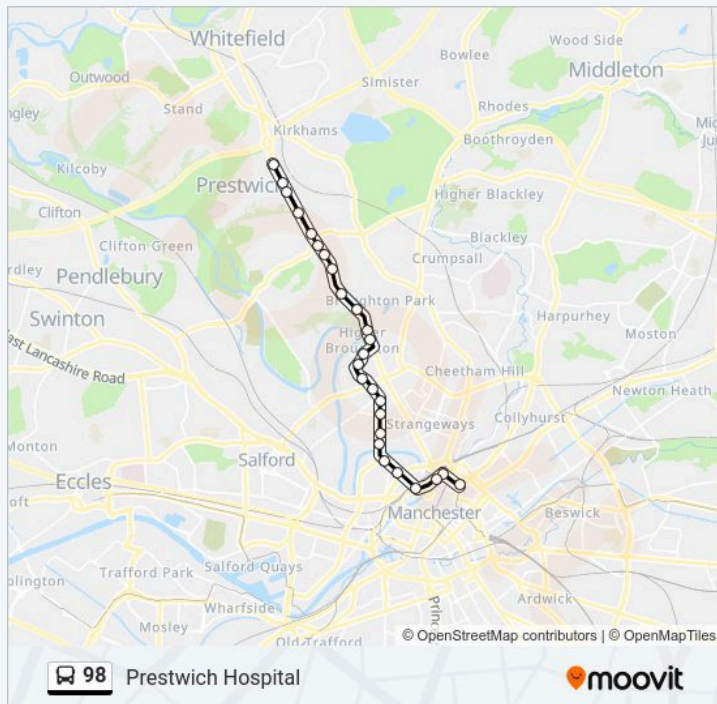 Whitefield
Wood Side
Bowlee
Outwood
Simister
Middleton
Stand
Rhodes
Kirkhams
Boothroyden
Kilcoby
Prestwich
Higher Blackley
Clifton
Blackley
Clifton Green
Crumpsall
Pendlebury
Broughton Park
Harpurhey
Swinton
Higher
Moston
Broughton
East Lancashire Road
Cheetham Hill
Newton Heath
Collyhurst
Strangeways
Monton
Salford
Eccles
Manchester
Beswick
Trafford Park
Salford Quays
Ardwick
Wharfside
Mosley
Old Trafford
© OpenStreetMap contributors | © OpenMapTiles
98 Prestwich Hospital
moovit